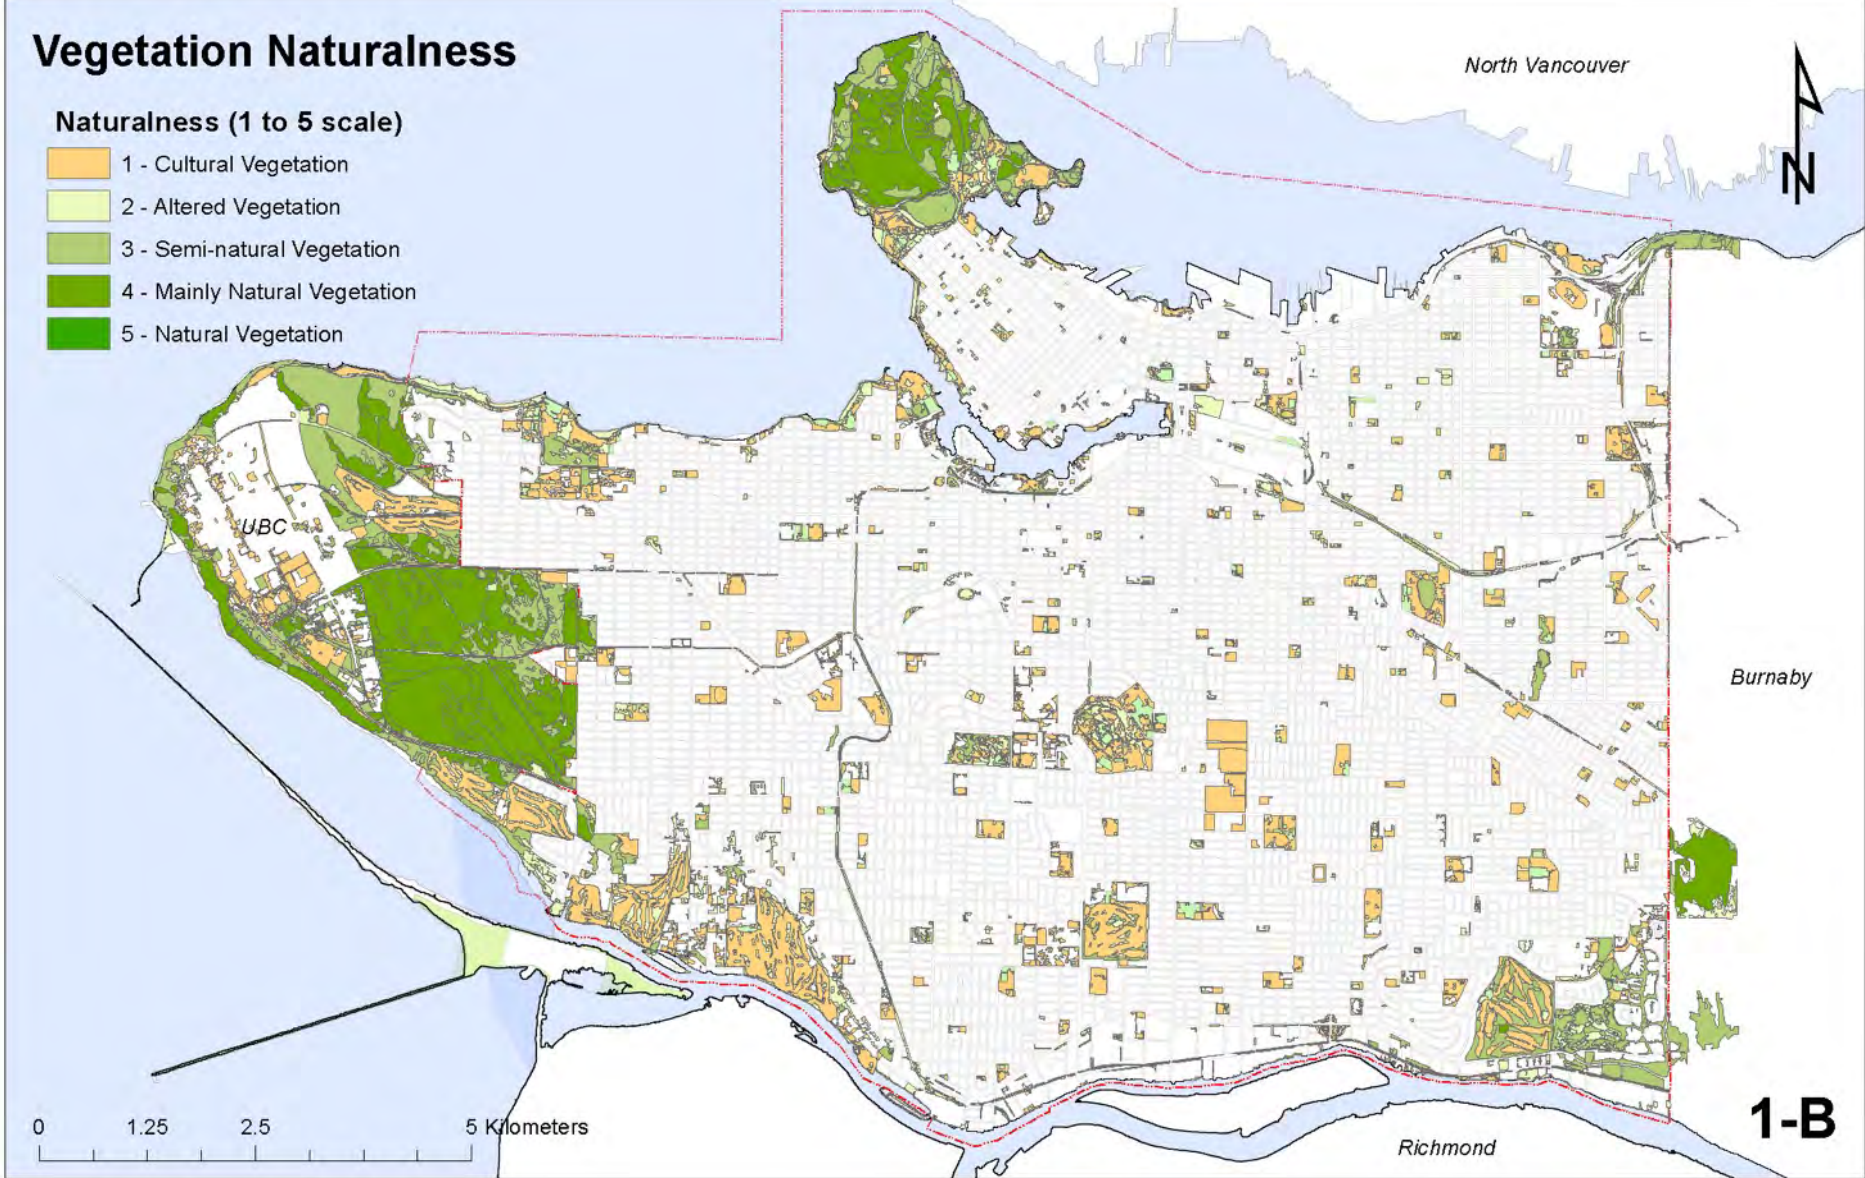 Vegetation Naturalness
Naturalness (1 to 5 scale)
1 - Cultural Vegetation
2 - Altered Vegetation
3 - Semi-natural Vegetation
4 - Mainly Natural Vegetation
5 - Natural Vegetation
North Vancouver
N
UBC
Burnaby
0 1.25 2.5 5 Kilometers
1-B
Richmond